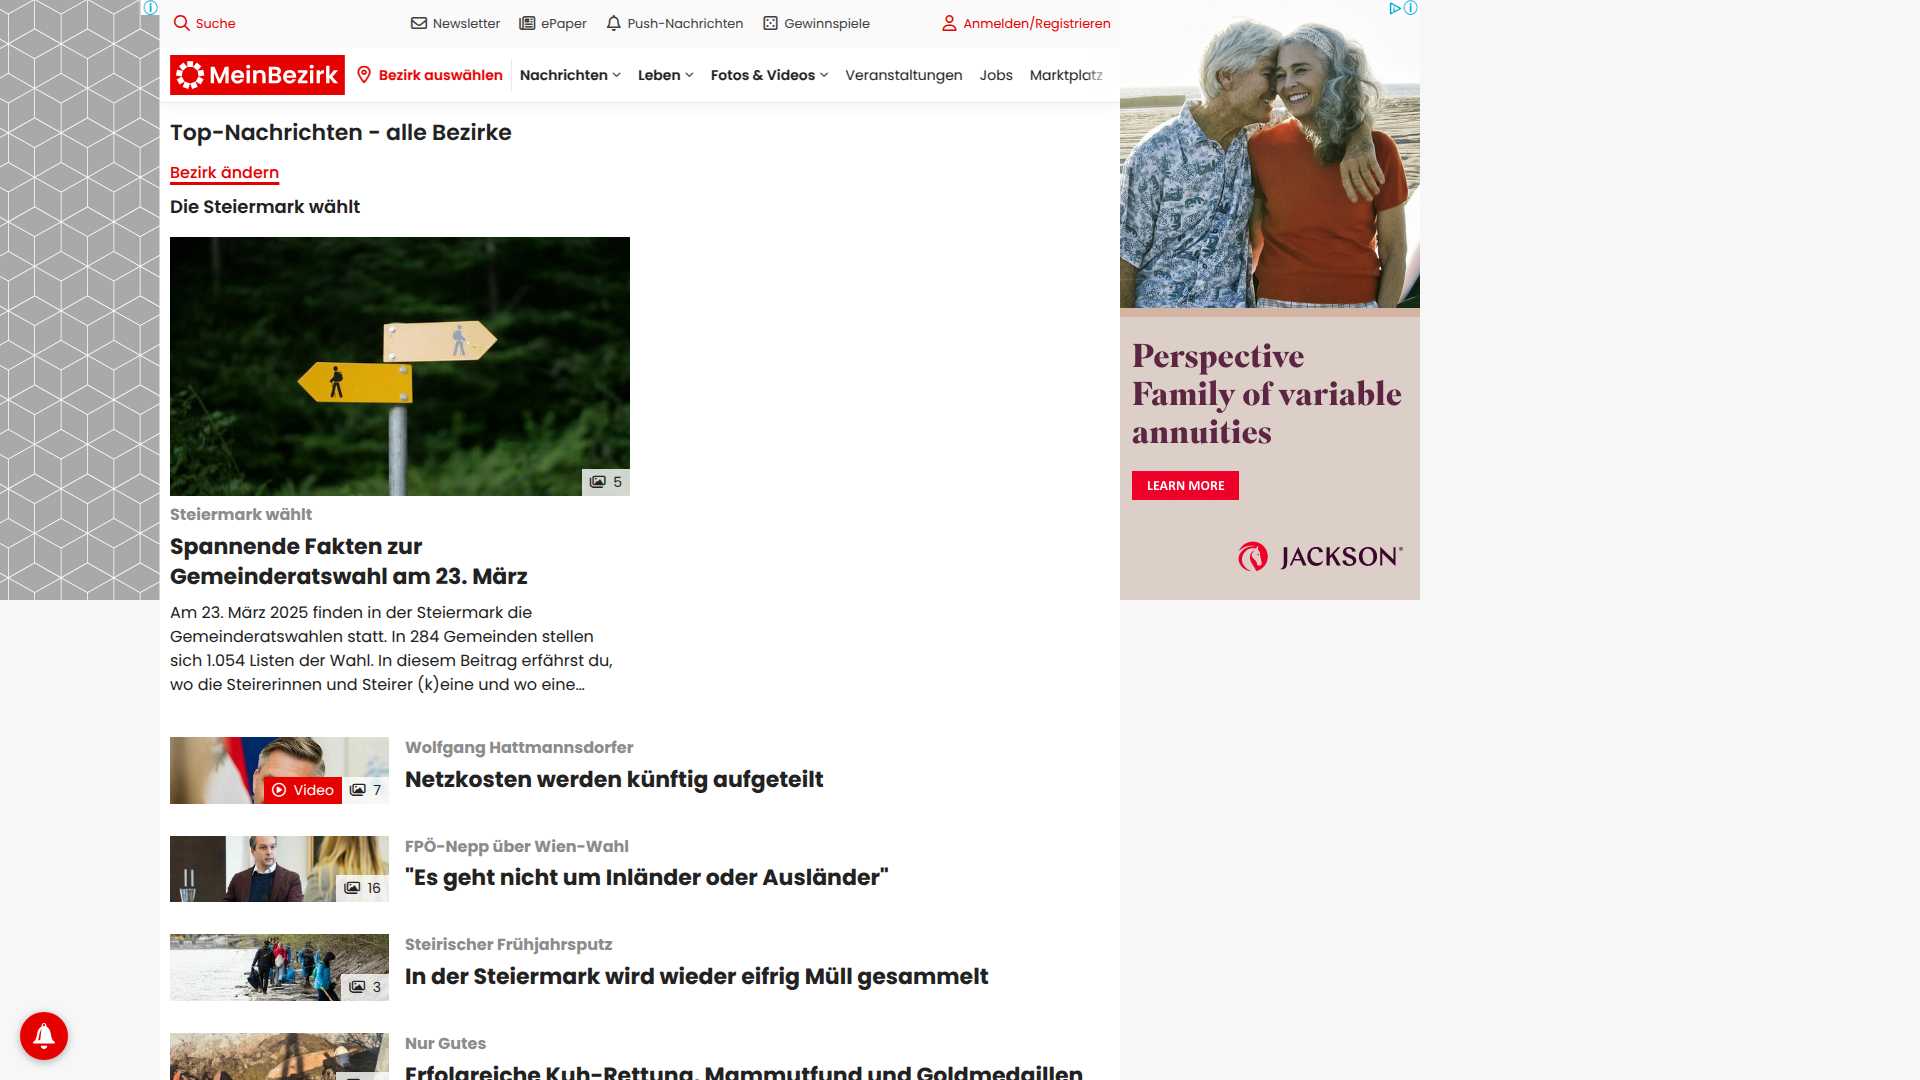 Suche
Newsletter
ePaper
Push-Nachrichten
Gewinnspiele
Anmelden/Registrieren
MeinBezirk
Bezirk auswählen
Nachrichten
Leben
Fotos & Videos
Veranstaltungen
Jobs
Marktplatz
Top-Nachrichten - alle Bezirke
Bezirk ändern
Die Steiermark wählt
5
Steiermark wählt
Spannende Fakten zur
Gemeinderatswahl am 23. März
Am 23. März 2025 finden in der Steiermark die
Gemeinderatswahlen statt. In 284 Gemeinden stellen
sich 1.054 Listen der Wahl. In diesem Beitrag erfährst du,
wo die Steirerinnen und Steirer (k)eine und wo eine…
Video
7
Wolfgang Hattmannsdorfer
Netzkosten werden künftig aufgeteilt
16
FPÖ-Nepp über Wien-Wahl
"Es geht nicht um Inländer oder Ausländer"
3
Steirischer Frühjahrsputz
In der Steiermark wird wieder eifrig Müll gesammelt
Nur Gutes
Erfolgreiche Kuh-Rettung, Mammutfund und Goldmedaillen
Perspective
Family of variable
annuities
LEARN MORE
JACKSON®